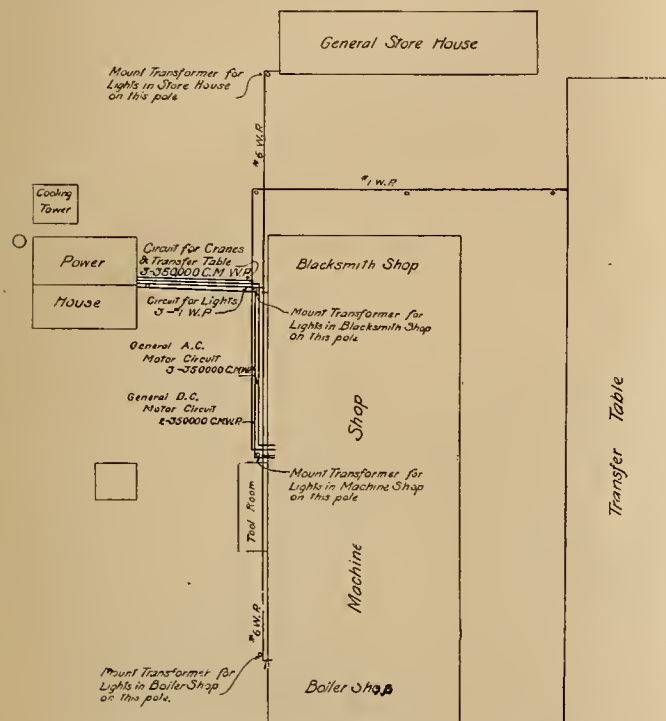 General Store House
Mount Transformer for
Lights in Store House
on this pole
#6 W.P.
#1 W.P.
Cooling
Tower
Power
House
Circuit for Cranes
& Transfer Table
3-350000 C.M W.P.
Circuit for Lights
3-#1 W.P
Blacksmith Shop
Mount Transformer for
Lights in Blacksmith Shop
on this pole
General A.C.
Motor Circuit
3-350000 C.M.W.P.
General D.C.
Motor Circuit
2-350000 C.M.W.P.
Shop
Transfer Table
Mount Transformer for
Lights in Machine Shop
on this pole
Tool Room
Machine
#6 W.P.
Mount Transformer for
Lights in Boiler Shop
on this pole.
Boiler Shop